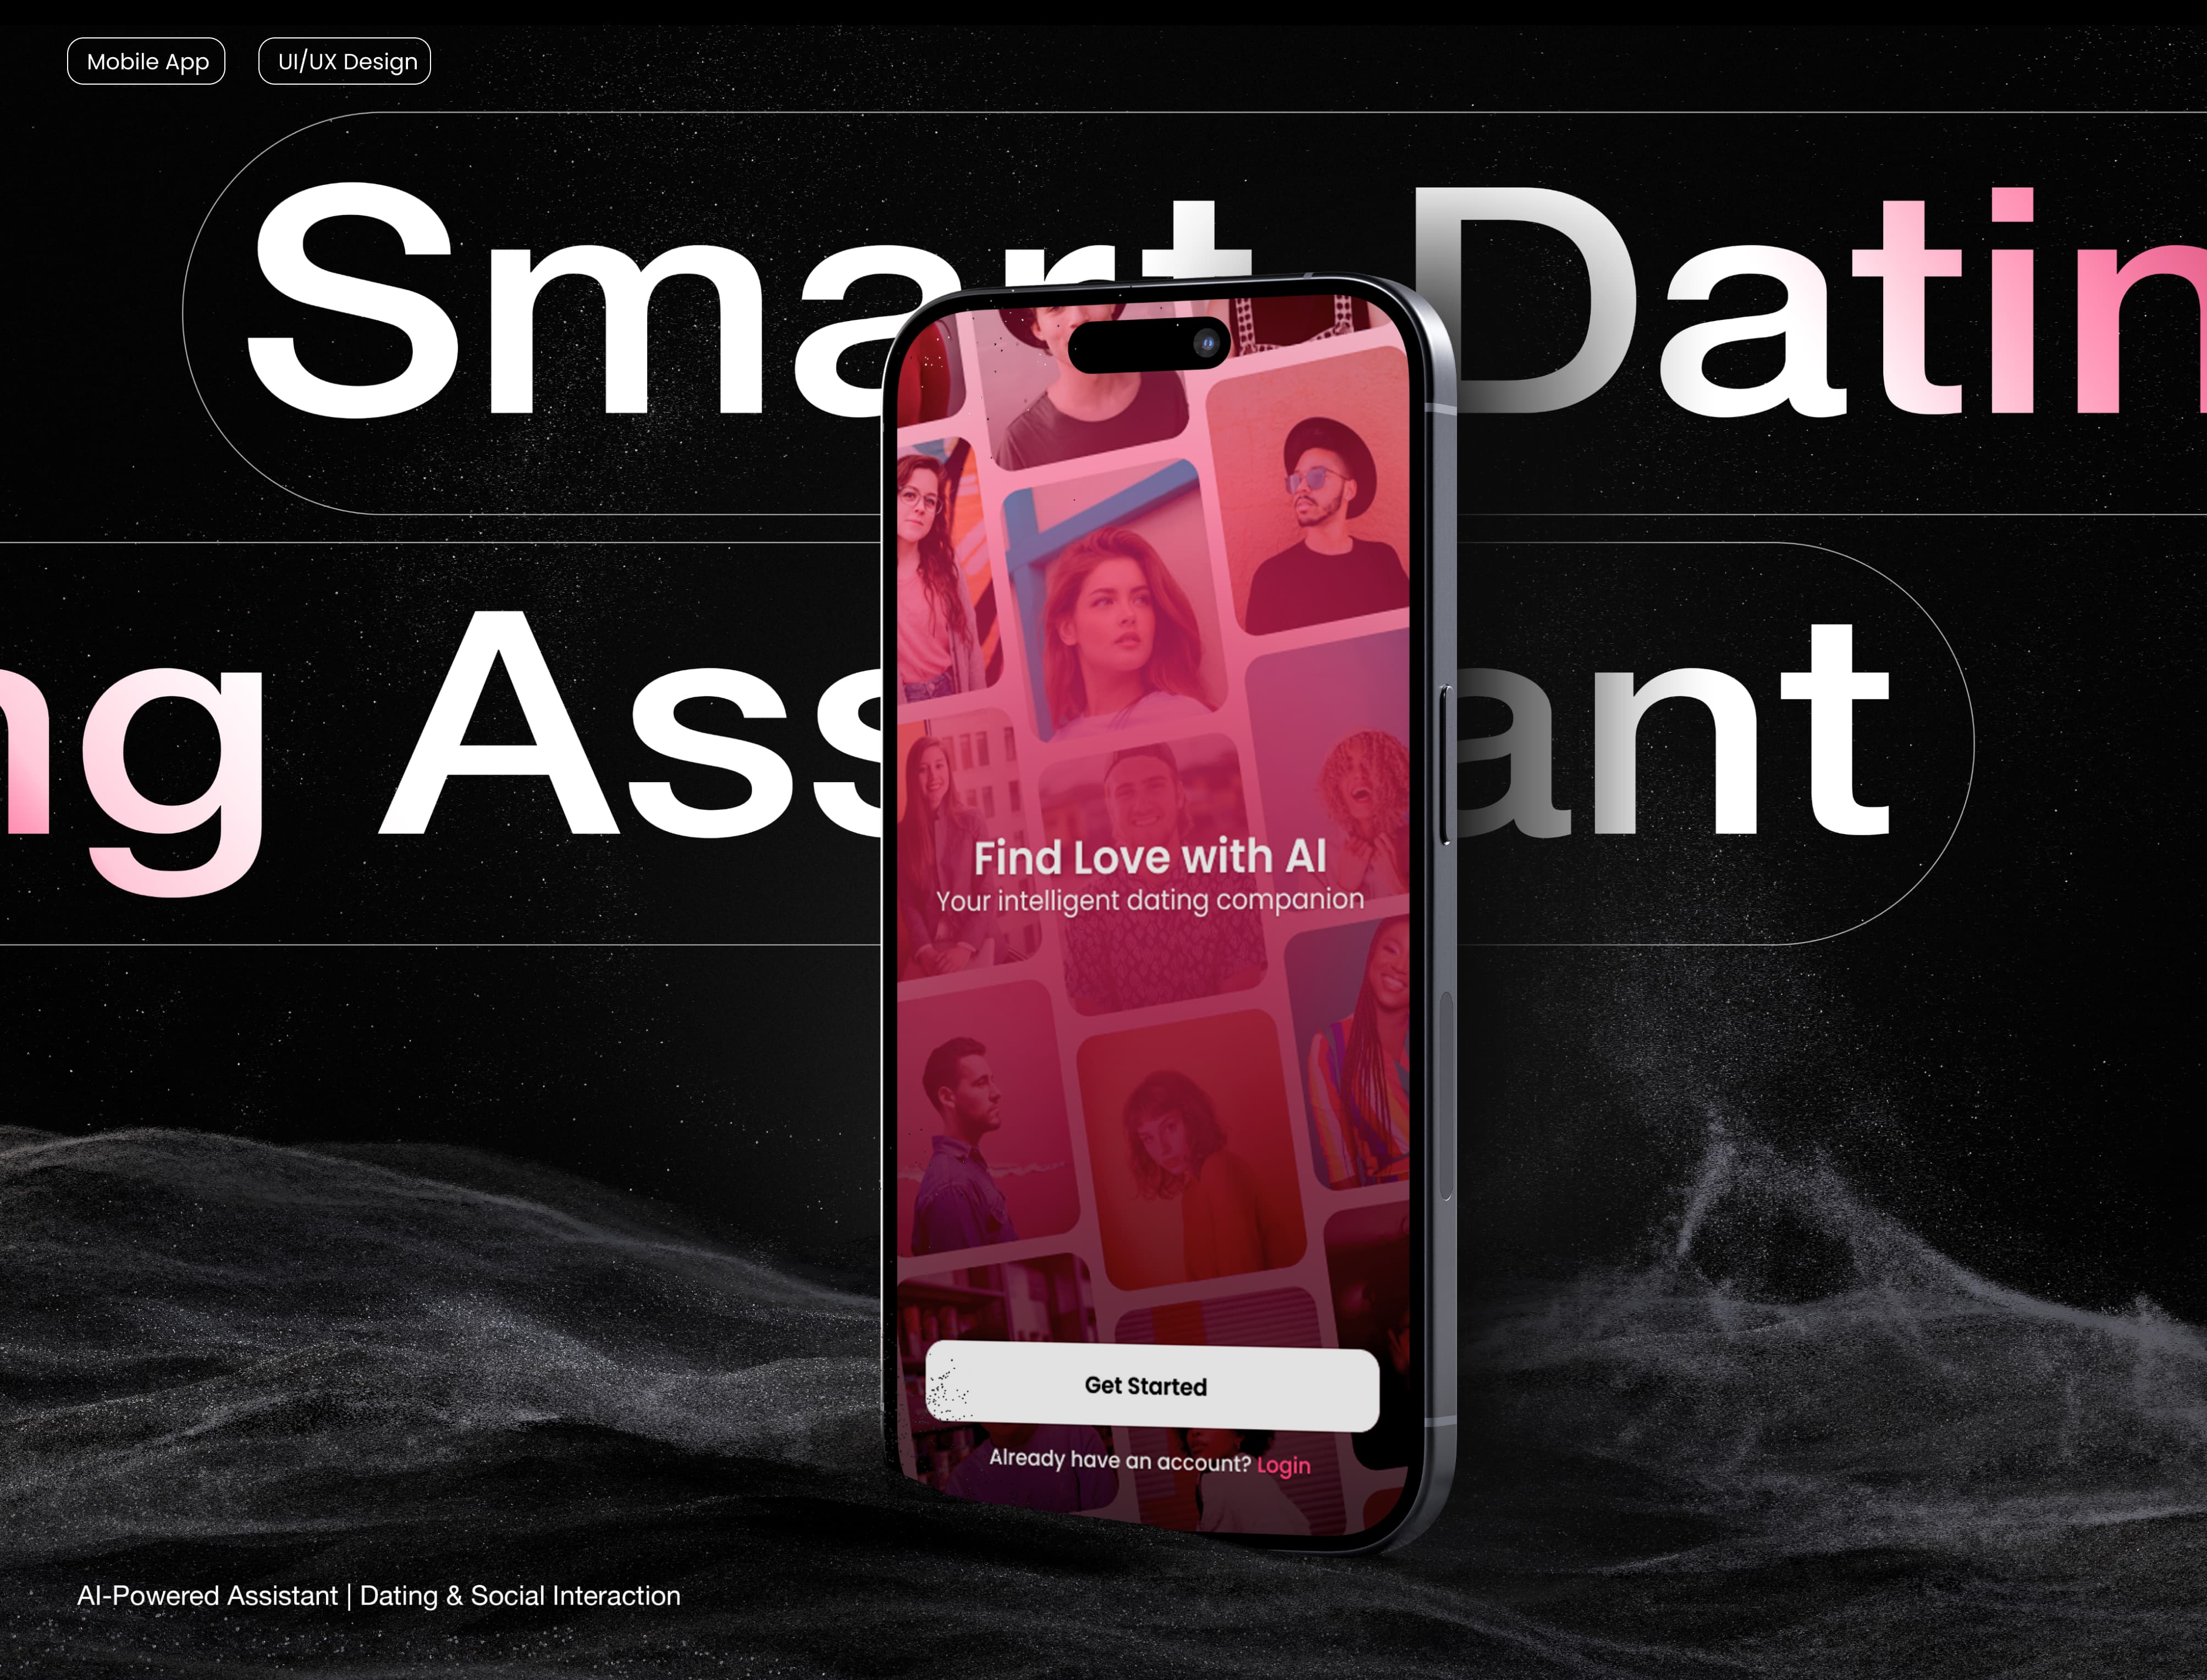 Mobile App
UI/UX Design
Smart Datin
ng Ass ant
Find Love with AI
Your intelligent dating companion
Get Started
Already have an account? Login
AI-Powered Assistant | Dating & Social Interaction